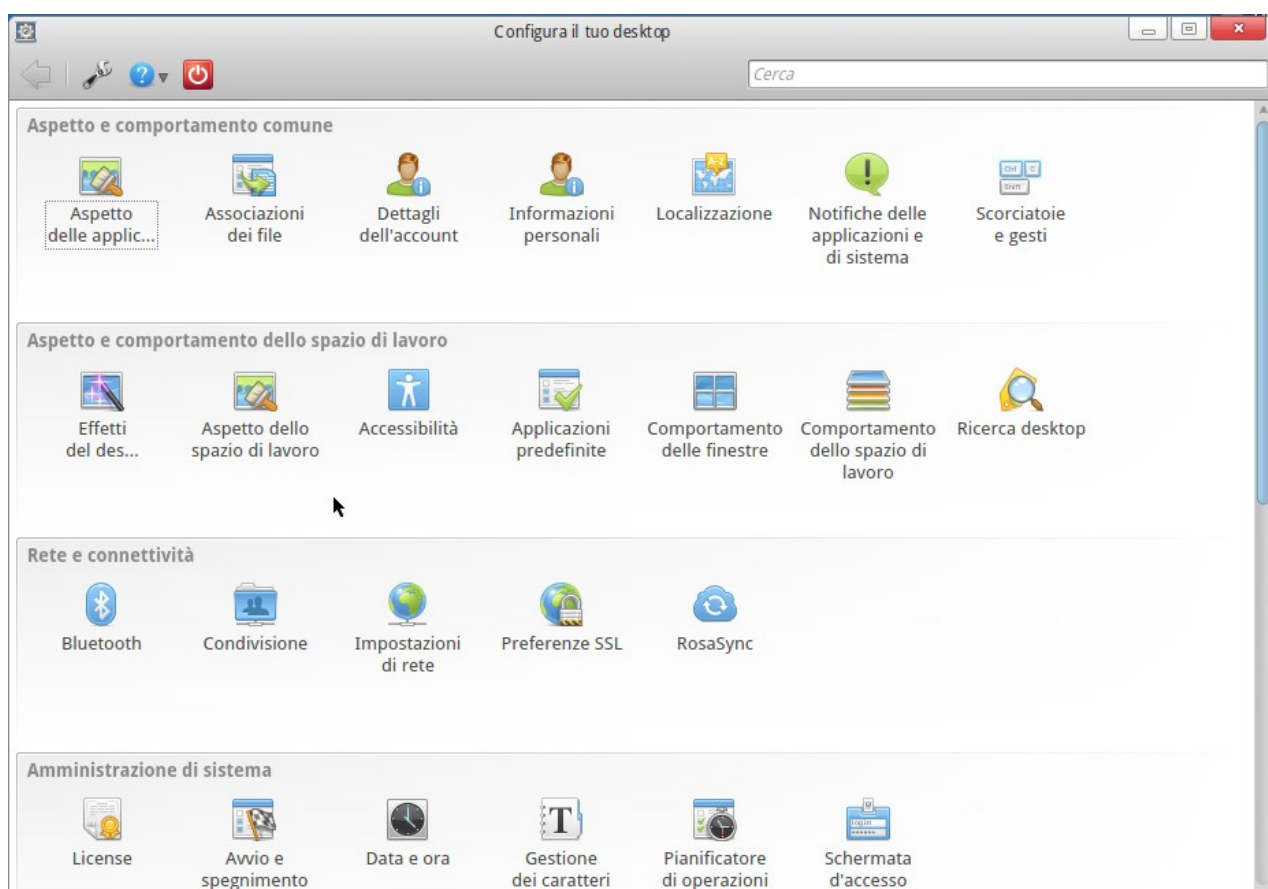 Configura il tuo desktop
Cerca
Aspetto e comportamento comune
Aspetto
delle applic...
Associazioni
dei file
Dettagli
dell'account
Informazioni
personali
Localizzazione
Notifiche delle
applicazioni e
di sistema
Scorciatoie
e gesti
Aspetto e comportamento dello spazio di lavoro
Effetti
del des...
Aspetto dello
spazio di lavoro
Accessibilità
Applicazioni
predefinite
Comportamento
delle finestre
Comportamento
dello spazio di
lavoro
Ricerca desktop
Rete e connettività
Bluetooth
Condivisione
Impostazioni
di rete
Preferenze SSL
RosaSync
Amministrazione di sistema
License
Avvio e
spegnimento
Data e ora
Gestione
dei caratteri
Pianificatore
di operazioni
Schermata
d'accesso